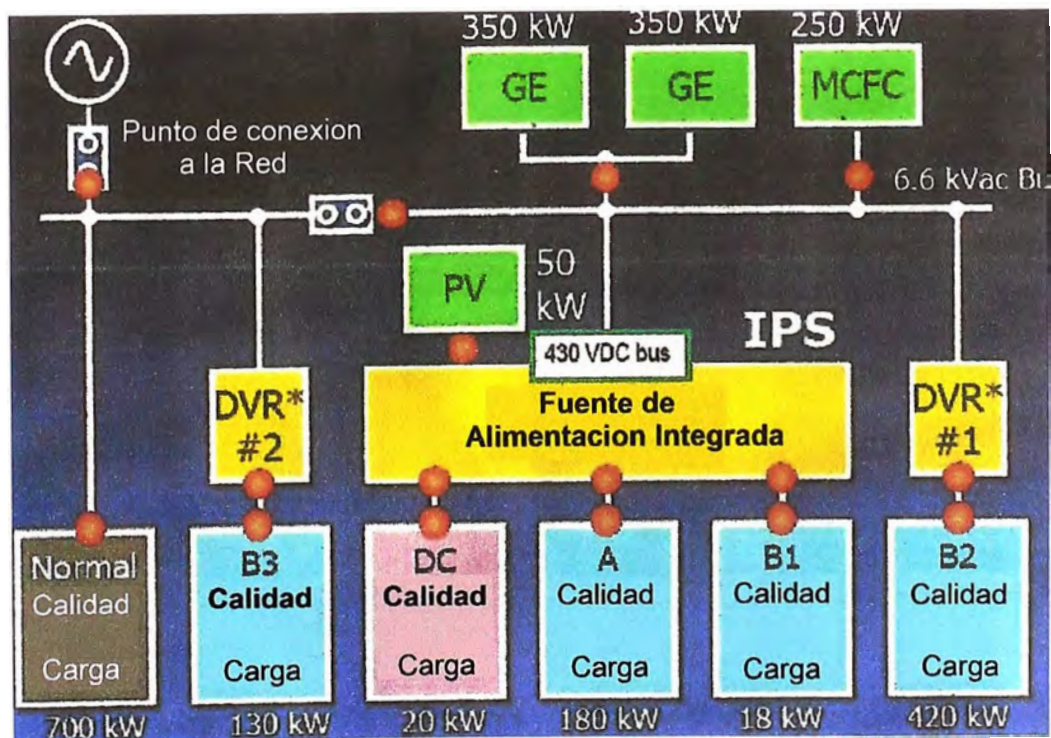 350 kW
350 kW
250 kW
GE
GE
MCFC
Punto de conexion
a la Red
6.6 kVac
PV
50
kW
IPS
430 VDC bus
Fuente de
Alimentacion Integrada
DVR*
#2
DVR*
#1
Normal
Calidad
Carga
B3
Calidad
Carga
DC
Calidad
Carga
A
Calidad
Carga
B1
Calidad
Carga
B2
Calidad
Carga
700 kW
130 kW
20 kW
180 kW
18 kW
420 kW